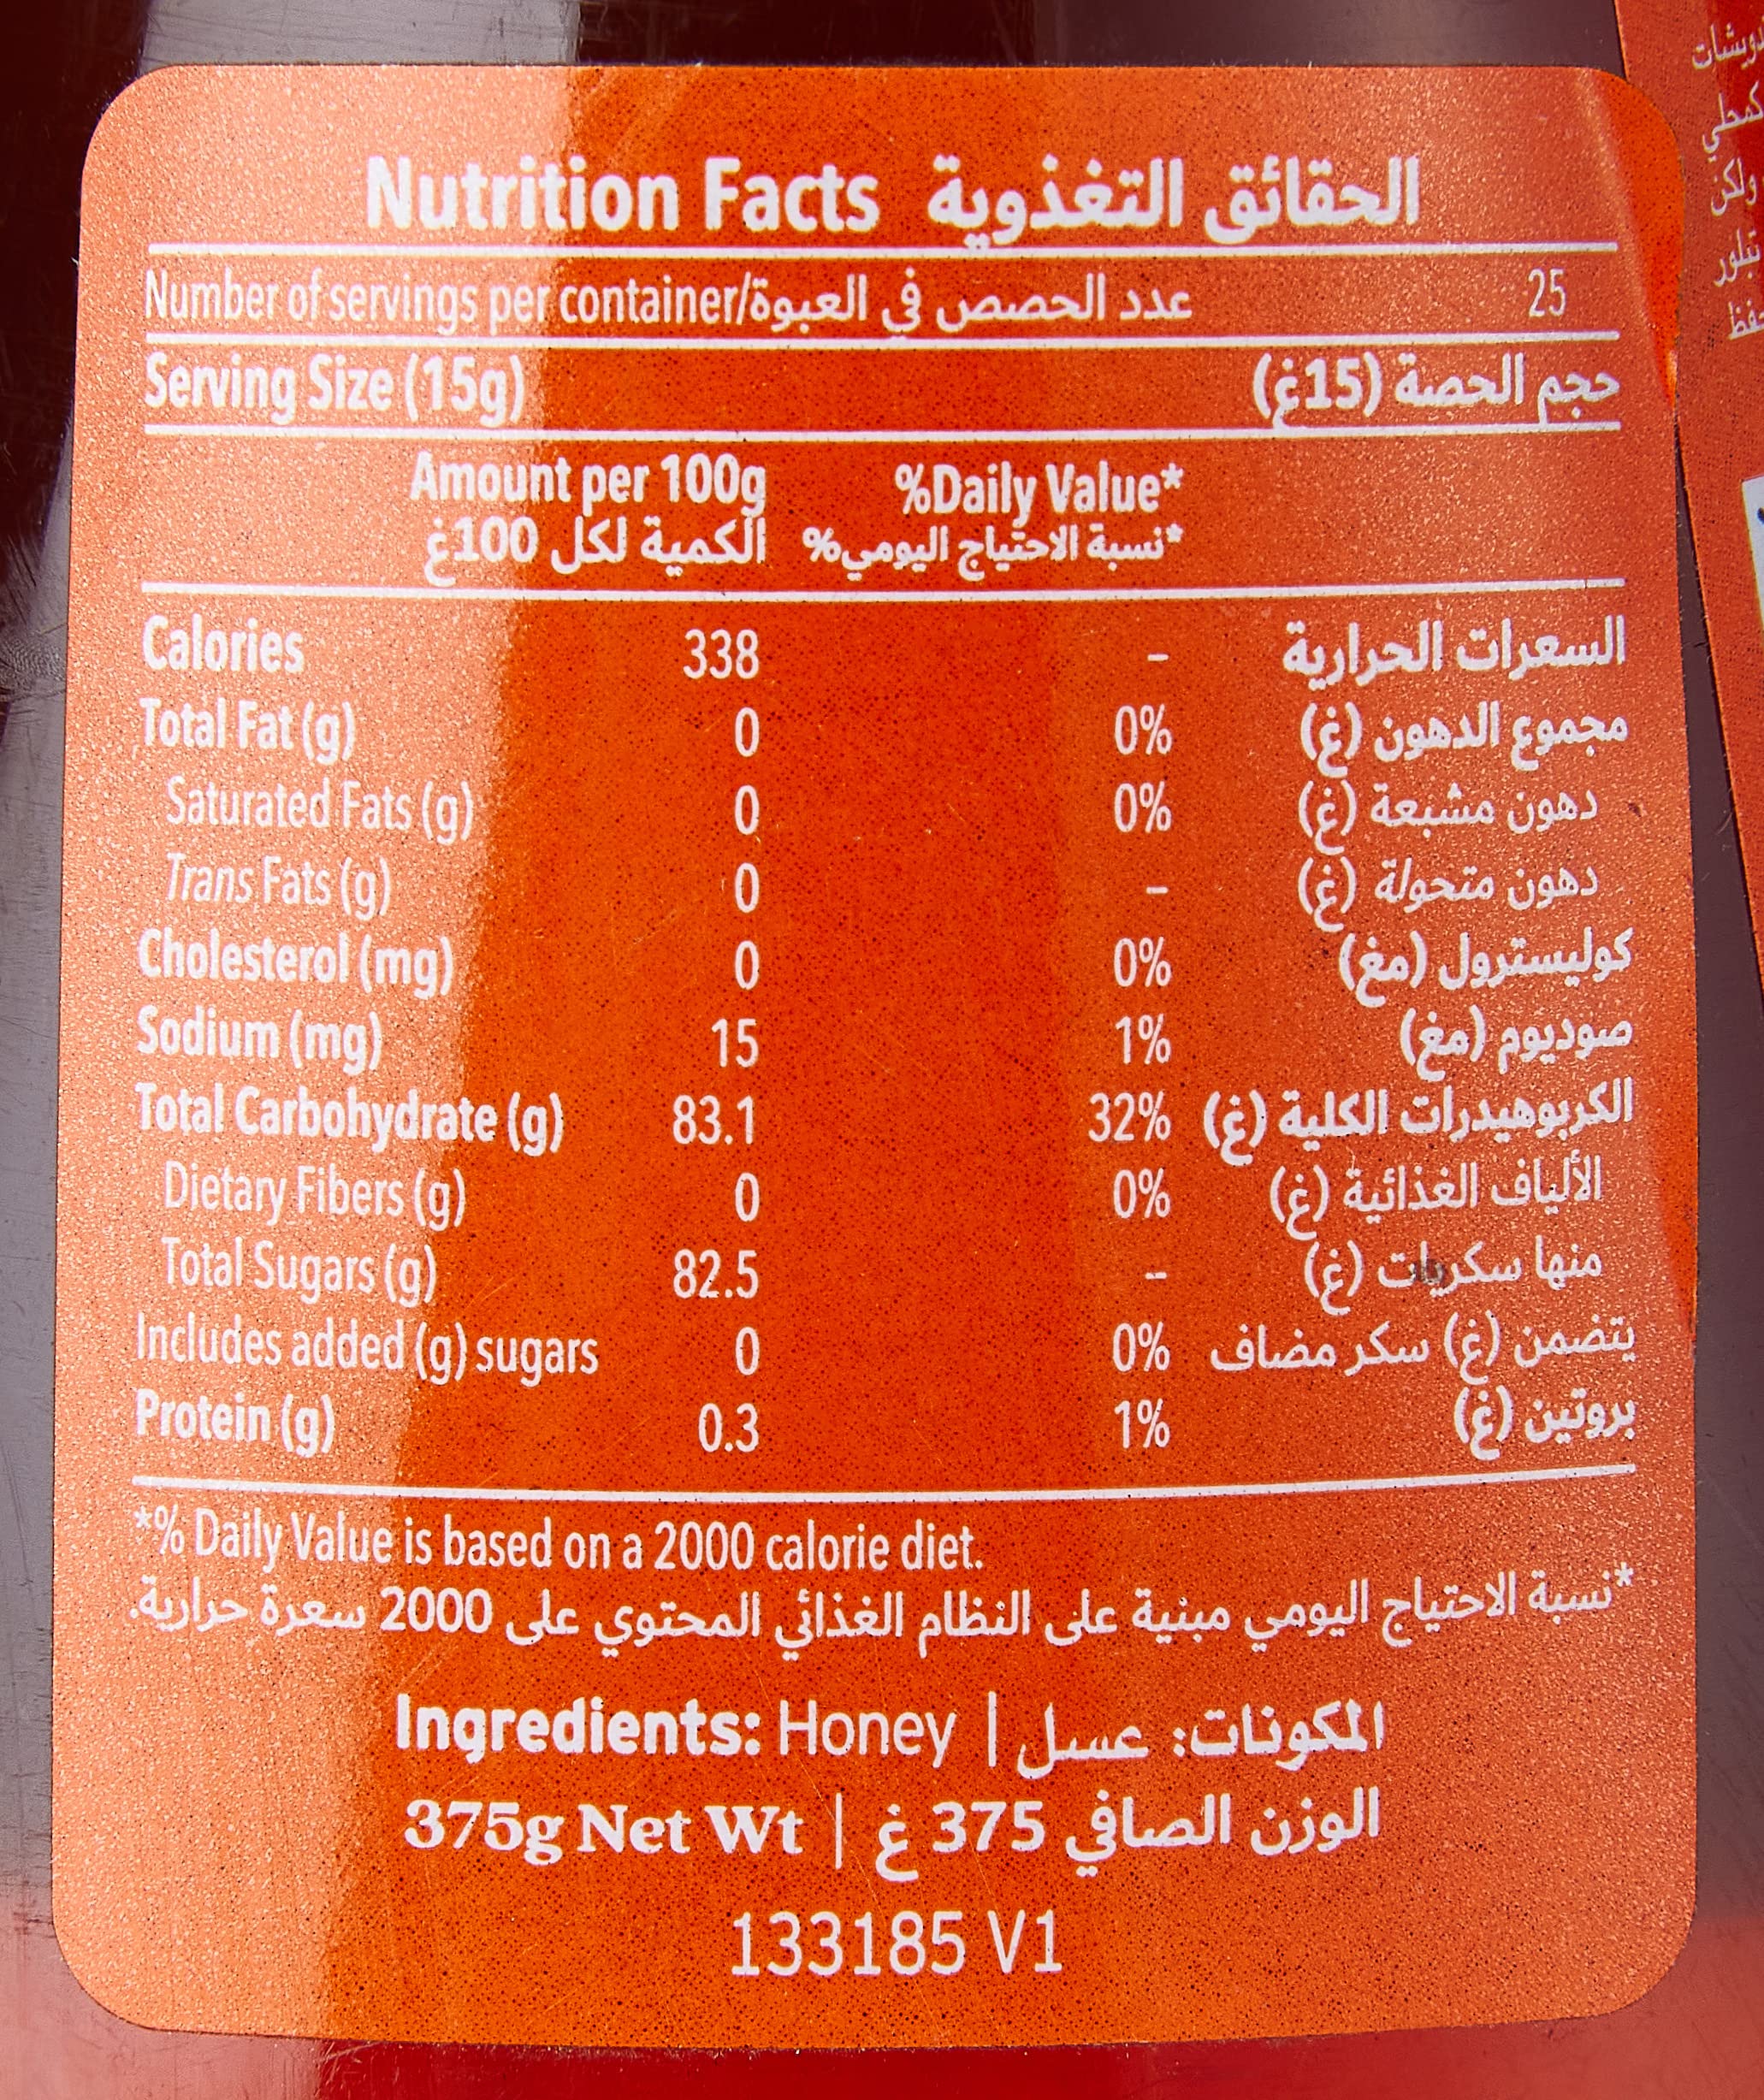 Nutrition Facts الحقائق التغذوية
Number of servings per container/عدد الحصص في العبوة 25
Serving Size (15g) حجم الحصة (15غ)
Amount per 100g %Daily Value*
الكمية لكل 100غ *نسبة الاحتياج اليومي%
Calories 338 – السعرات الحرارية
Total Fat (g) 0 0% مجموع الدهون (غ)
Saturated Fats (g) 0 0% دهون مشبعة (غ)
Trans Fats (g) 0 – دهون متحولة (غ)
Cholesterol (mg) 0 0% كوليسترول (مغ)
Sodium (mg) 15 1% صوديوم (مغ)
Total Carbohydrate (g) 83.1 32% الكربوهيدرات الكلية (غ)
Dietary Fibers (g) 0 0% الألياف الغذائية (غ)
Total Sugars (g) 82.5 – منها سكريات (غ)
Includes added (g) sugars 0 0% يتضمن (غ) سكر مضاف
Protein (g) 0.3 1% بروتين (غ)
*% Daily Value is based on a 2000 calorie diet.
*نسبة الاحتياج اليومي مبنية على النظام الغذائي المحتوي على 2000 سعرة حرارية.
Ingredients: Honey | المكونات: عسل
375g Net Wt | الوزن الصافي 375 غ
133185 V1
كمحلي
ولكن
تبلور